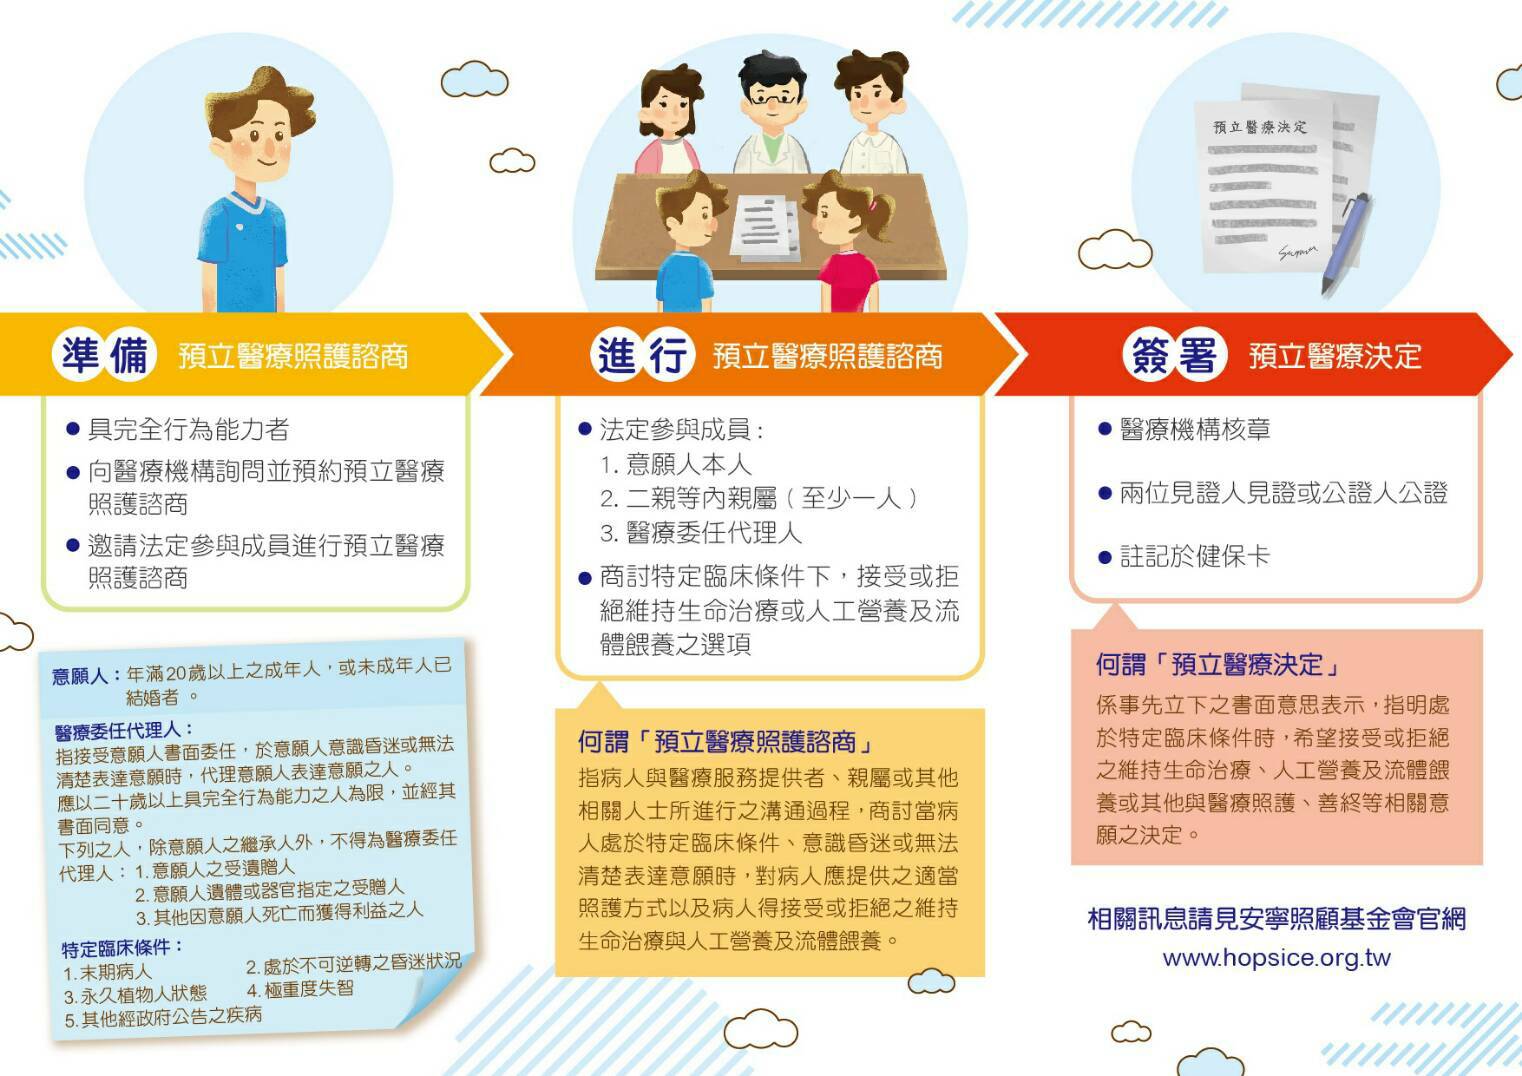 準備 預立醫療照護諮商
具完全行為能力者
向醫療機構詢問並預約預立醫療
照護諮商
邀請法定參與成員進行預立醫療
照護諮商
意願人：年滿20歲以上之成年人，或未成年人已
結婚者。
醫療委任代理人：
指接受意願人書面委任，於意願人意識昏迷或無法
清楚表達意願時，代理意願人表達意願之人。
應以二十歲以上具完全行為能力之人為限，並經其
書面同意。
下列之人，除意願人之繼承人外，不得為醫療委任
代理人：1.意願人之受遺贈人
2.意願人遺體或器官指定之受贈人
3.其他因意願人死亡而獲得利益之人
特定臨床條件：
1.末期病人 2.處於不可逆轉之昏迷狀況
3.永久植物人狀態 4.極重度失智
5.其他經政府公告之疾病
進行 預立醫療照護諮商
法定參與成員：
1. 意願人本人
2. 二親等內親屬（至少一人）
3. 醫療委任代理人
商討特定臨床條件下，接受或拒
絕維持生命治療或人工營養及流
體餵養之選項
何謂「預立醫療照護諮商」
指病人與醫療服務提供者、親屬或其他
相關人士所進行之溝通過程，商討當病
人處於特定臨床條件、意識昏迷或無法
清楚表達意願時，對病人應提供之適當
照護方式以及病人得接受或拒絕之維持
生命治療與人工營養及流體餵養。
預立醫療決定
簽署 預立醫療決定
醫療機構核章
兩位見證人見證或公證人公證
註記於健保卡
何謂「預立醫療決定」
係事先立下之書面意思表示，指明處
於特定臨床條件時，希望接受或拒絕
之維持生命治療、人工營養及流體餵
養或其他與醫療照護、善終等相關意
願之決定。
相關訊息請見安寧照顧基金會官網
www.hopsice.org.tw